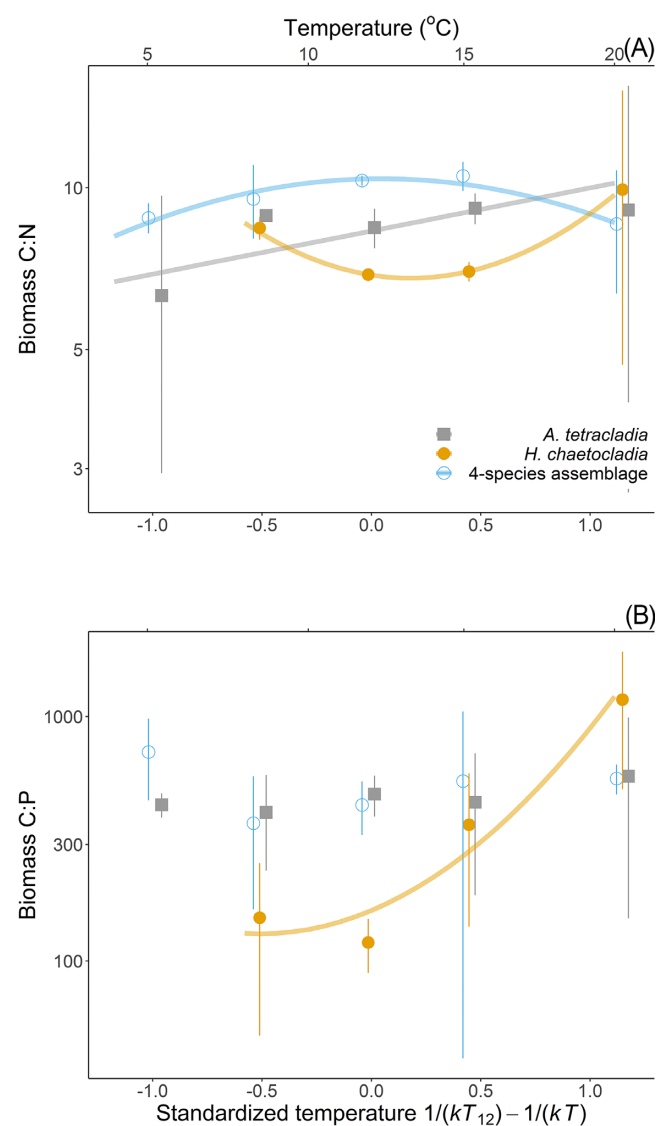 Temperature (°C)
5 10 15 20
(A)
10
5
3
Biomass C:N
A. tetracladia
H. chaetocladia
4-species assemblage
-1.0 -0.5 0.0 0.5 1.0
(B)
1000
300
100
Biomass C:P
-1.0 -0.5 0.0 0.5 1.0
Standardized temperature 1/(kT₁₂) – 1/(kT)